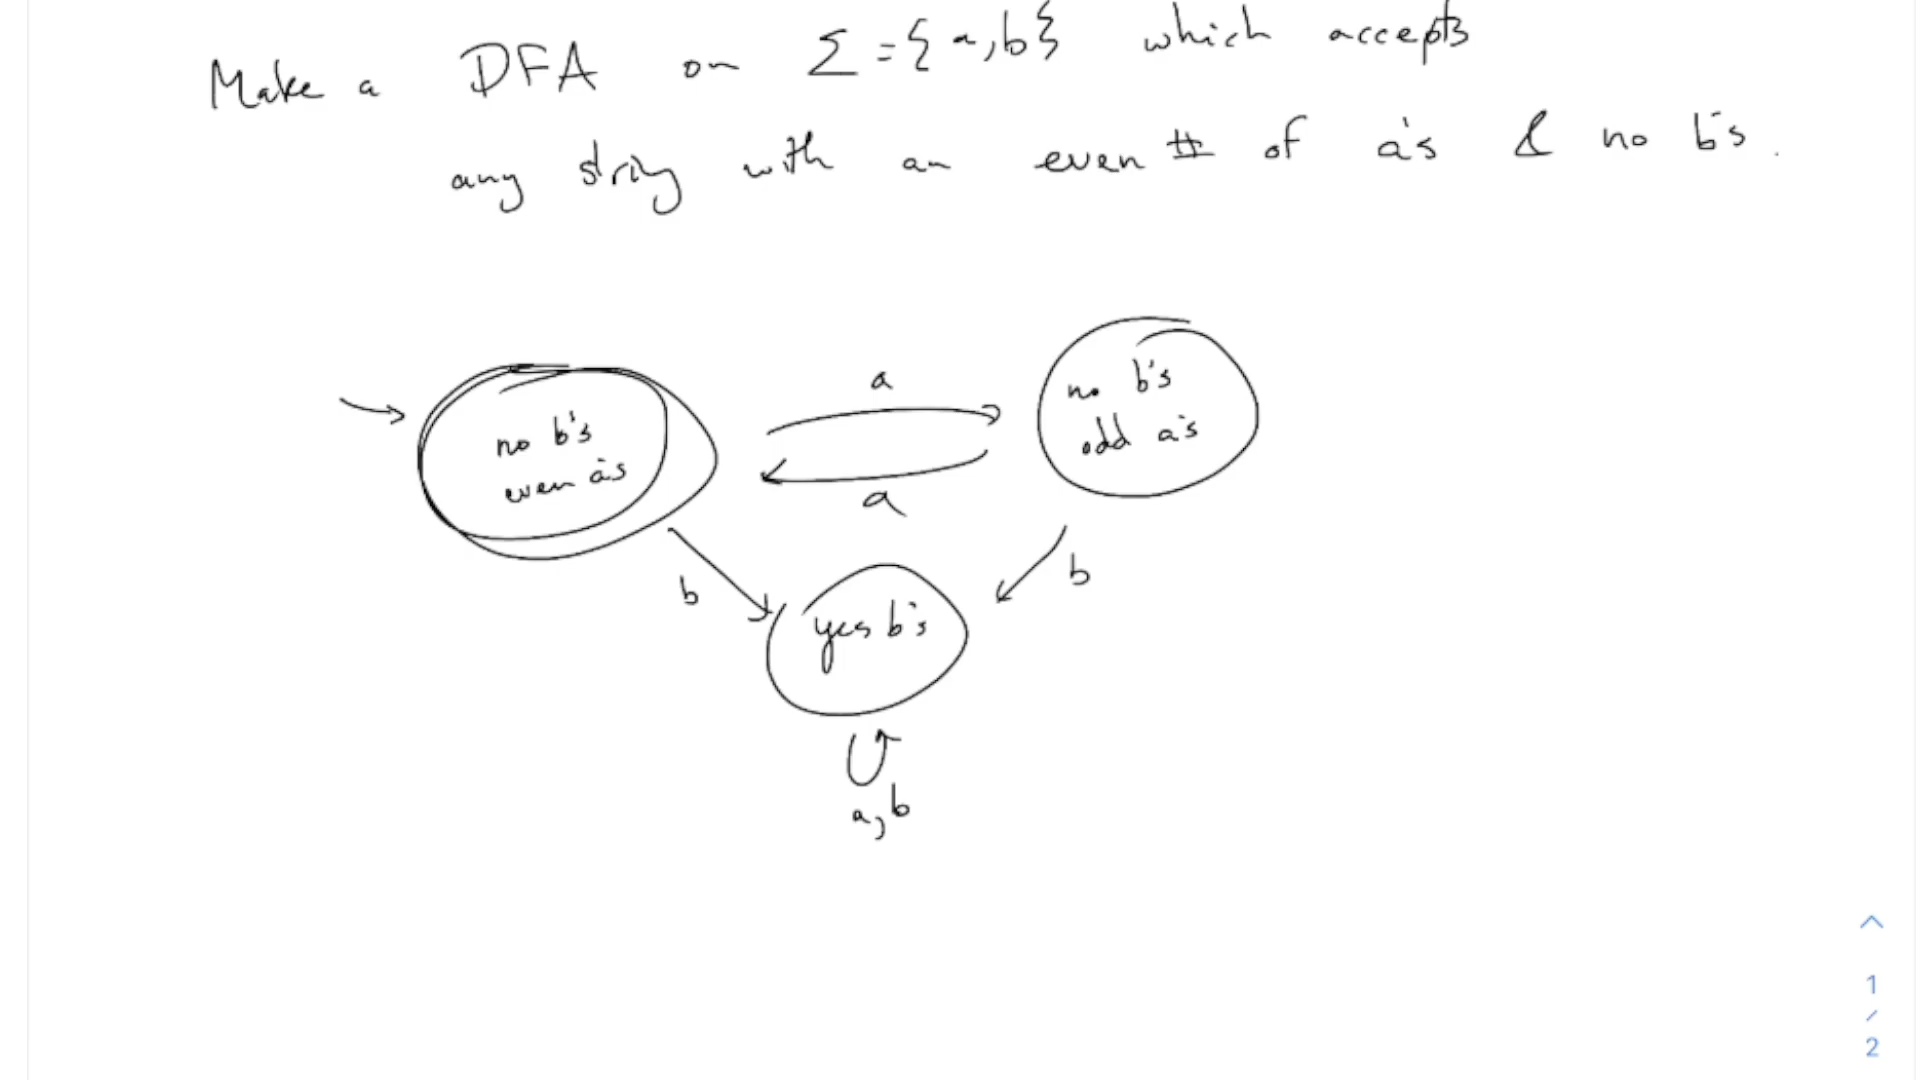 Make a DFA on Σ={a,b} which accepts
any string with an even # of a's & no b's.
a
no b's
odd a's
no b's
even a's
a
b
b
yes b's
a,b
1
/
2